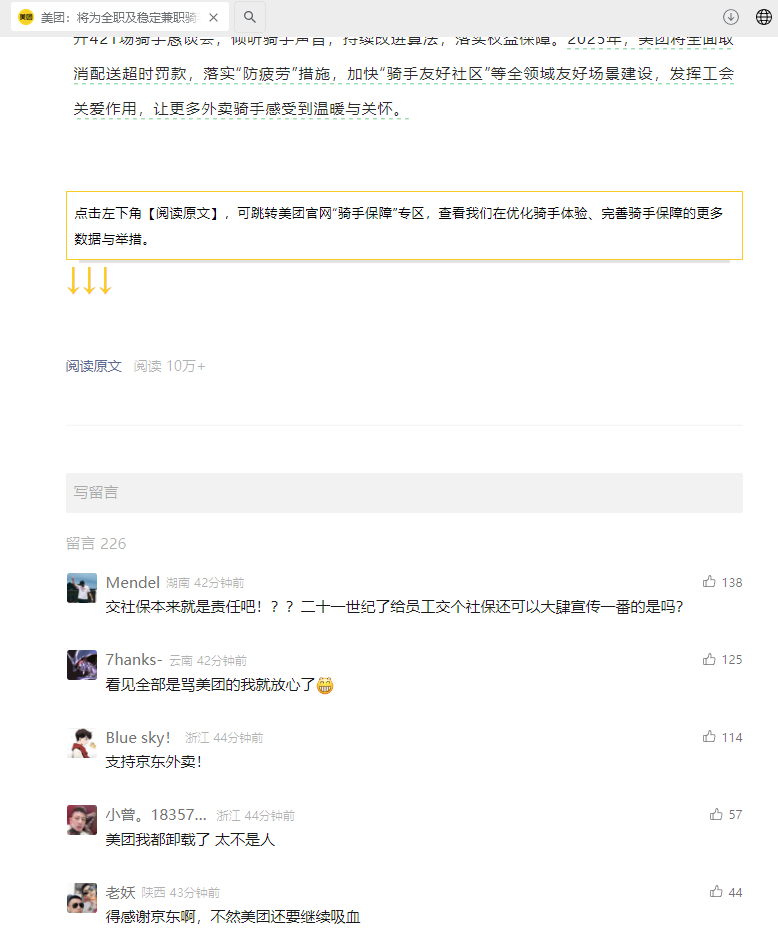 美团
美团：将为全职及稳定兼职骑
开421场骑手恳谈会，倾听骑手声音，持续改进算法，落实权益保障。2025年，美团将全面取
消配送超时罚款，落实“防疲劳”措施，加快“骑手友好社区”等全领域友好场景建设，发挥工会
关爱作用，让更多外卖骑手感受到温暖与关怀。
点击左下角【阅读原文】，可跳转美团官网“骑手保障”专区，查看我们在优化骑手体验、完善骑手保障的更多
数据与举措。
↓↓↓
阅读原文 阅读 10万+
写留言
留言 226
Mendel 湖南 42分钟前 138
交社保本来就是责任吧！？？二十一世纪了给员工交个社保还可以大肆宣传一番的是吗？
7hanks- 云南 42分钟前 125
看见全部是骂美团的我就放心了😁
Blue sky！ 浙江 44分钟前 114
支持京东外卖！
小曾。18357... 浙江 44分钟前 57
美团我都卸载了 太不是人
老妖 陕西 43分钟前 44
得感谢京东啊，不然美团还要继续吸血